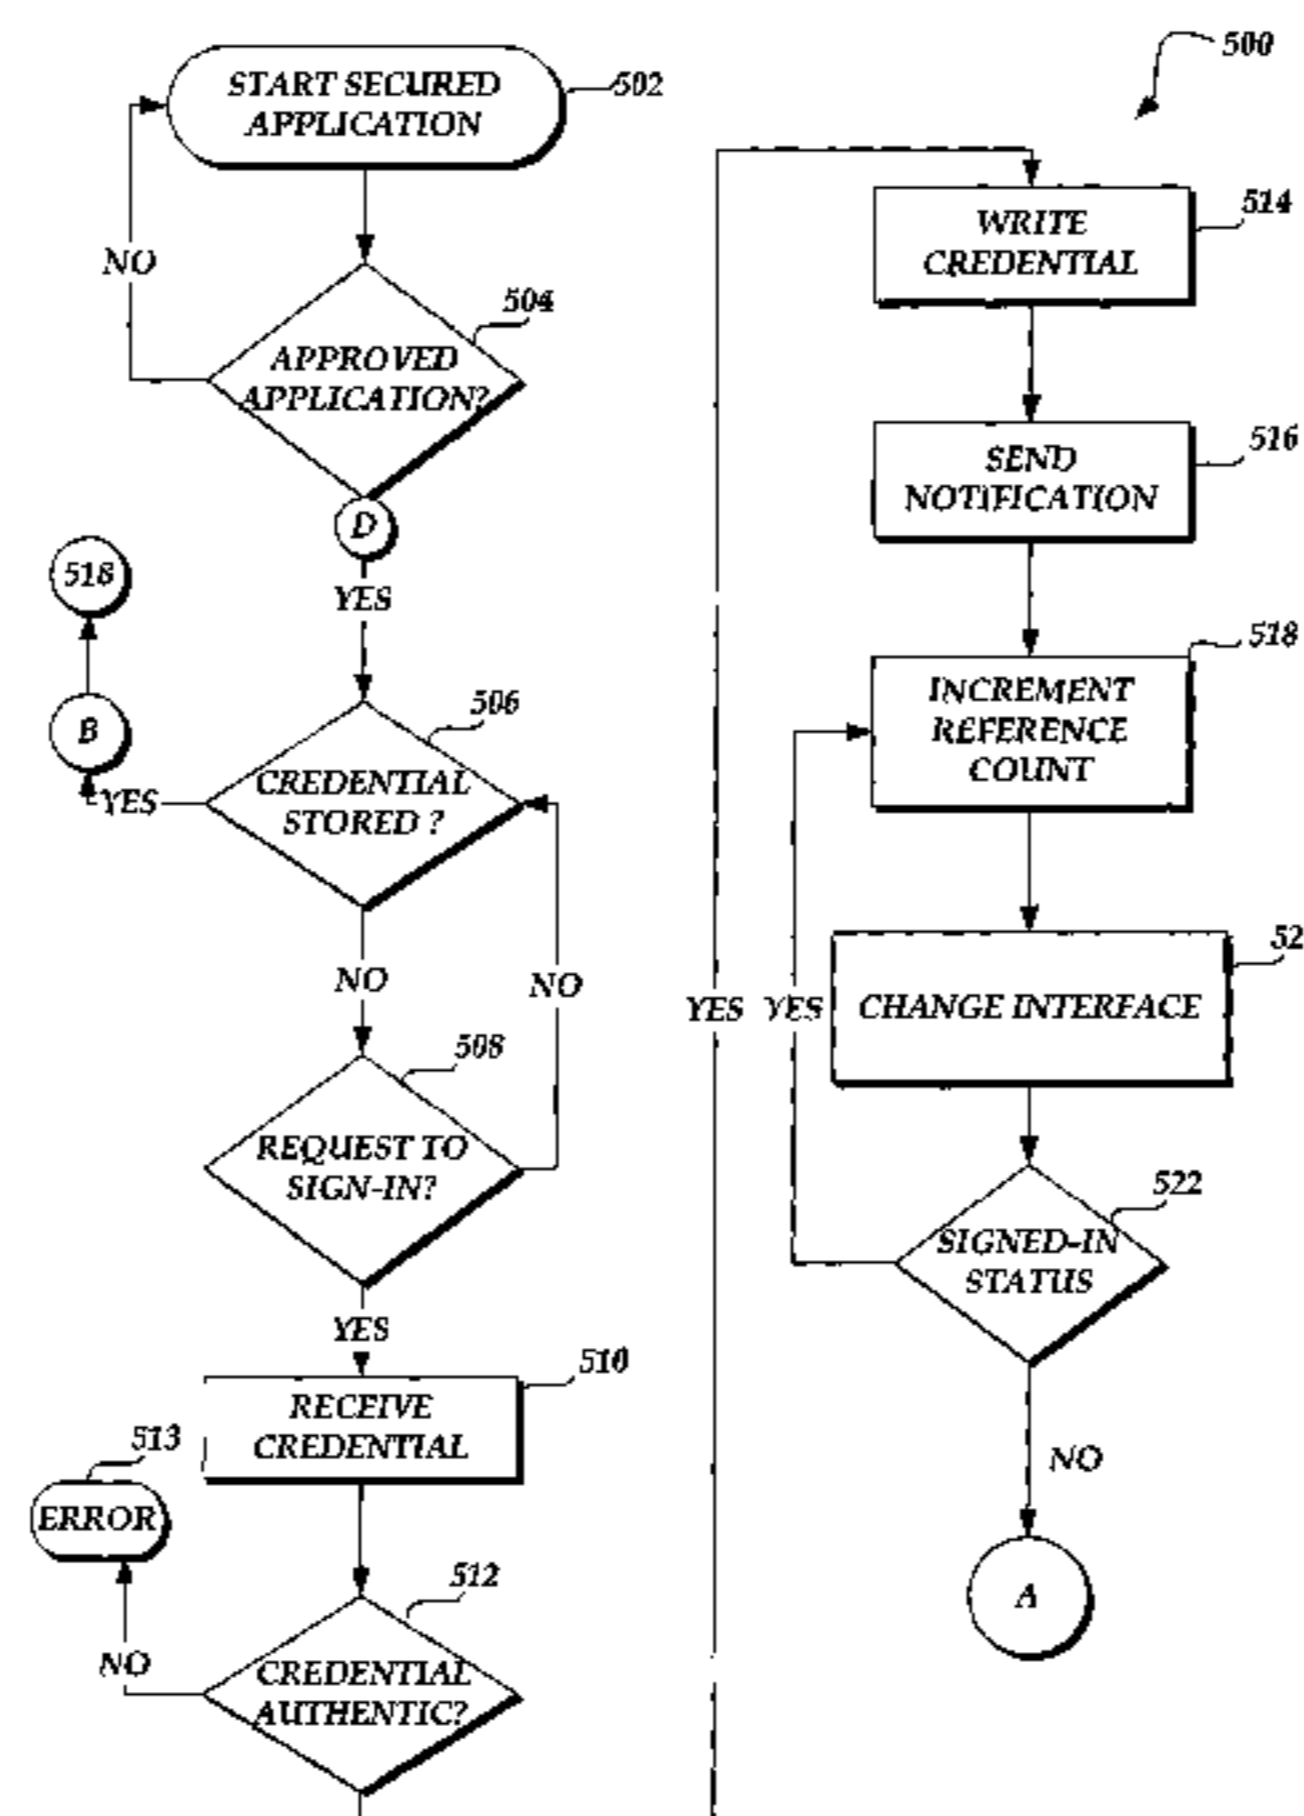 500
START SECURED
APPLICATION
502
NO
504
APPROVED
APPLICATION?
D
YES
518
B
YES
506
CREDENTIAL
STORED ?
NO
NO
508
REQUEST TO
SIGN-IN?
YES
510
RECEIVE
CREDENTIAL
513
ERROR
NO
512
CREDENTIAL
AUTHENTIC?
YES
514
WRITE
CREDENTIAL
516
SEND
NOTIFICATION
518
INCREMENT
REFERENCE
COUNT
YES
52
CHANGE INTERFACE
522
SIGNED-IN
STATUS
NO
A